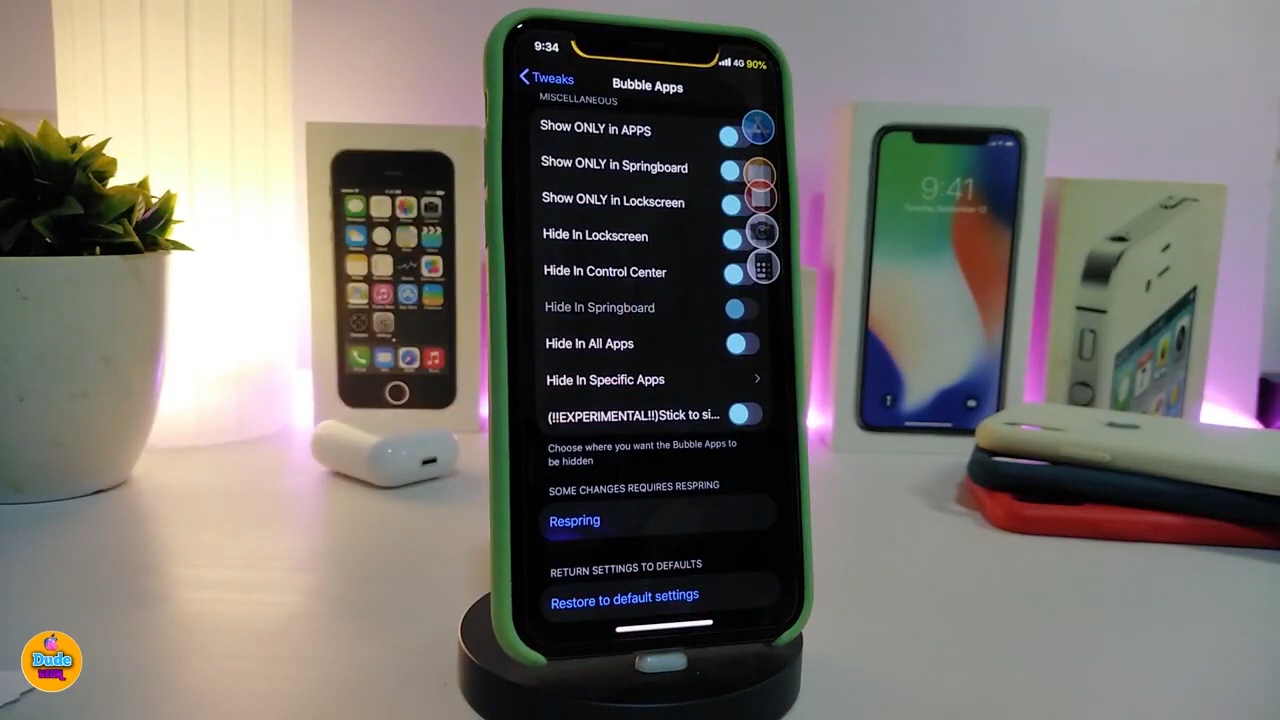 9:34
4G 90%
Tweaks
Bubble Apps
MISCELLANEOUS
Show ONLY in APPS
Show ONLY in Springboard
Show ONLY in Lockscreen
Hide In Lockscreen
Hide In Control Center
Hide In Springboard
Hide In All Apps
Hide In Specific Apps
(!!EXPERIMENTAL!!)Stick to si...
Choose where you want the Bubble Apps to
be hidden
SOME CHANGES REQUIRES RESPRING
Respring
RETURN SETTINGS TO DEFAULTS
Restore to default settings
9:41
Dude